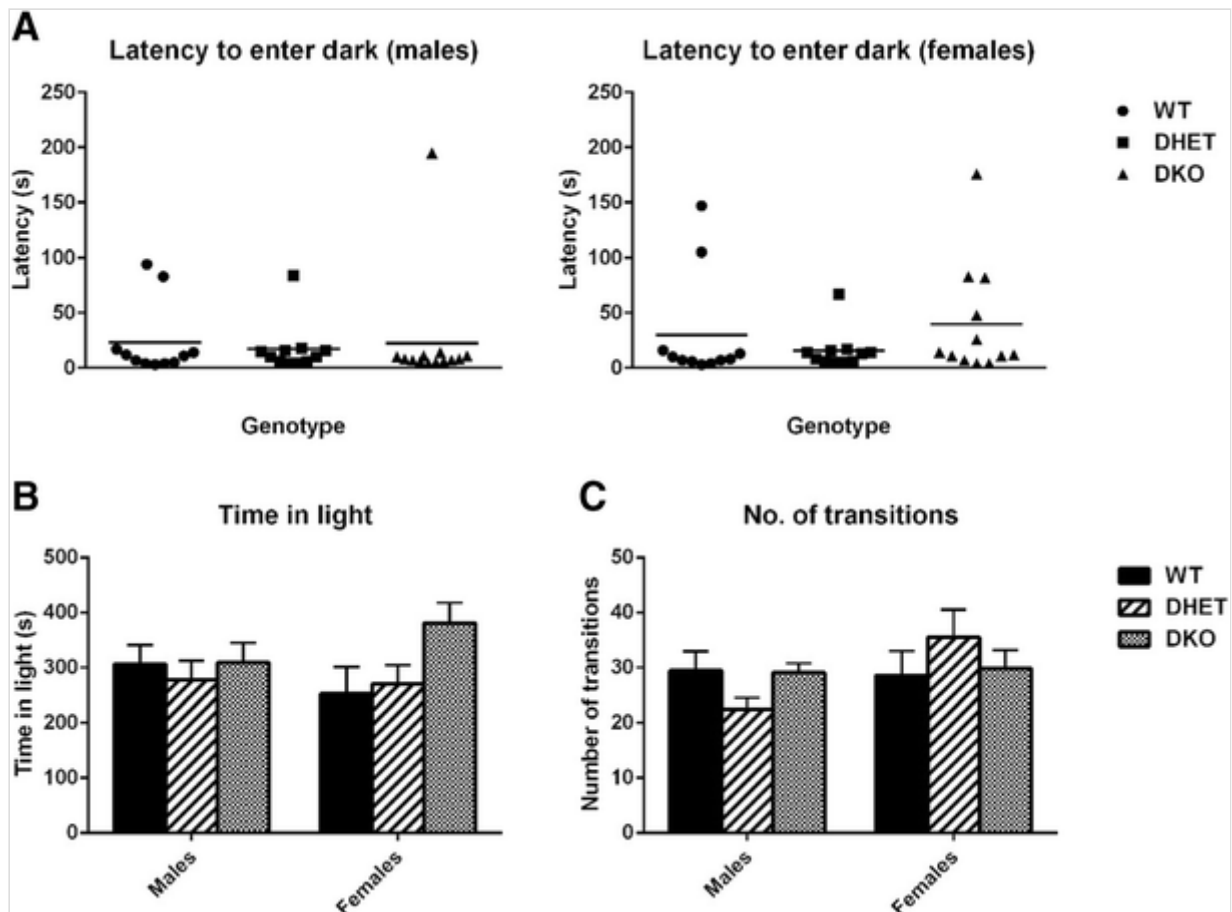 A
Latency to enter dark (males)
250
200
150
100
50
0
Latency (s)
Genotype
Latency to enter dark (females)
250
200
150
100
50
0
Latency (s)
Genotype
WT
DHET
DKO
B
Time in light
500
400
300
200
100
0
Time in light (s)
Males
Females
C
No. of transitions
50
40
30
20
10
0
Number of transitions
Males
Females
WT
DHET
DKO